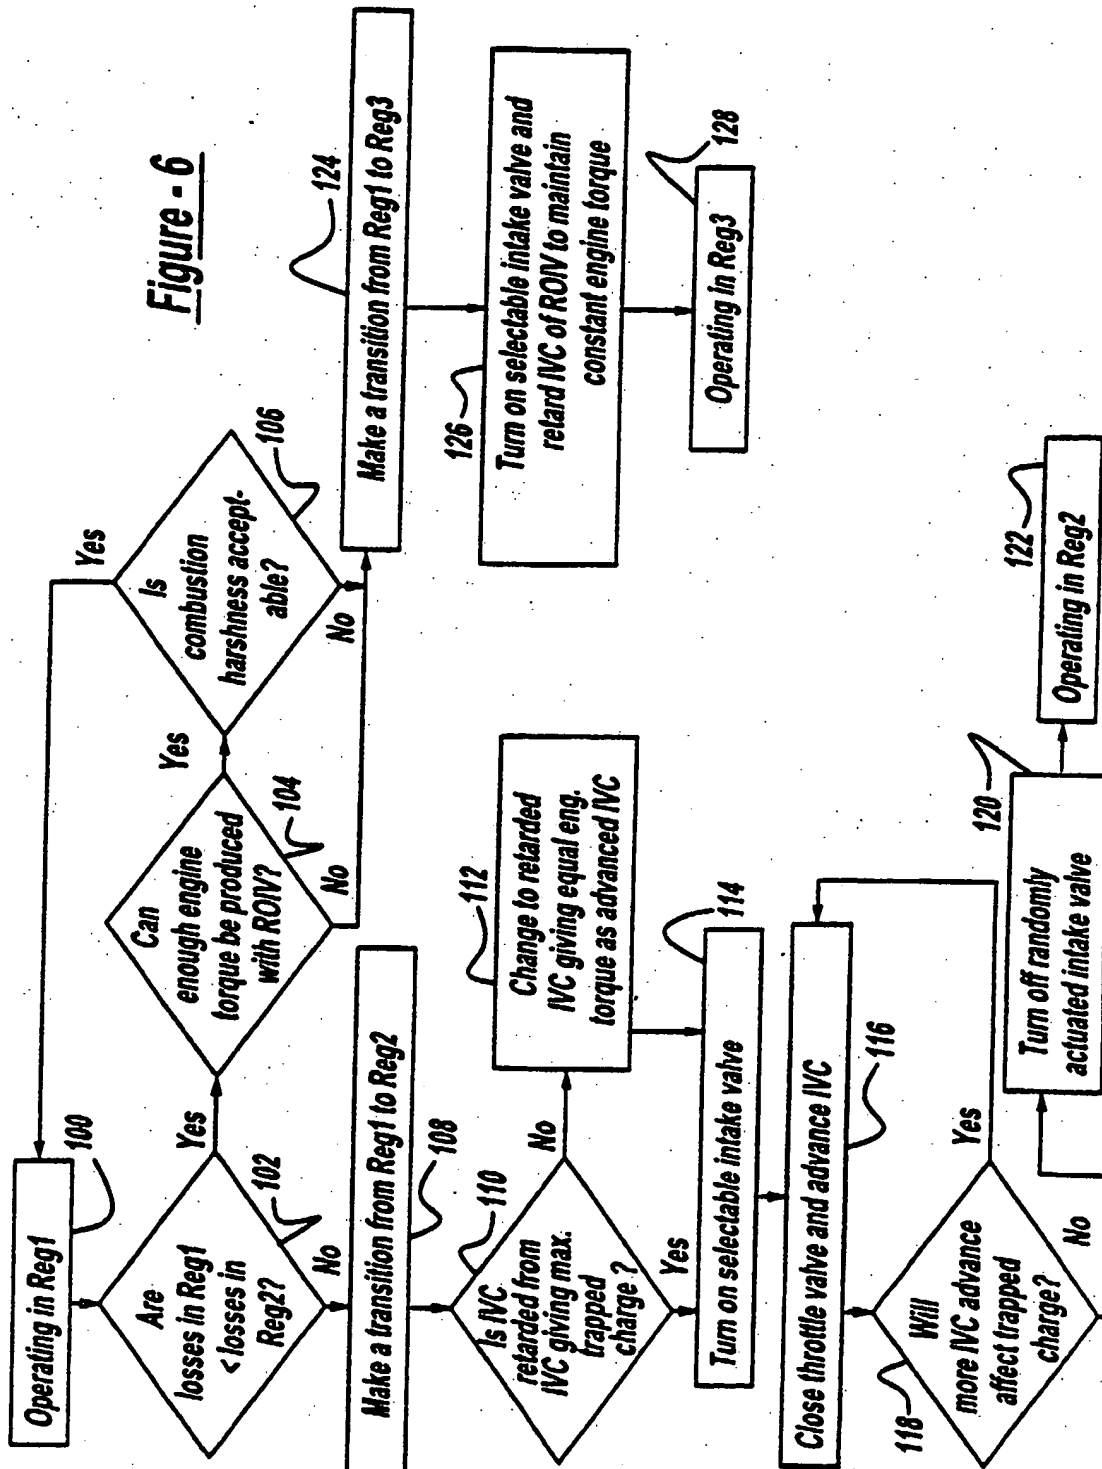 Figure - 6
Operating in Reg1
100
Are
losses in Reg1
< losses in
Reg2?
102
Yes
No
Can
enough engine
torque be produced
with ROIV?
104
Yes
No
Is
combustion
harshness accept-
able?
106
Yes
No
Make a transition from Reg1 to Reg2
108
Is IVC
retarded from
IVC giving max.
trapped
charge ?
110
No
Yes
Change to retarded
IVC giving equal eng.
torque as advanced IVC
112
Turn on selectable intake valve
114
Close throttle valve and advance IVC
116
Will
more IVC advance
affect trapped
charge?
118
Yes
No
Turn off randomly
actuated intake valve
120
Operating in Reg2
122
Make a transition from Reg1 to Reg3
124
Turn on selectable intake valve and
retard IVC of ROIV to maintain
constant engine torque
126
Operating in Reg3
128